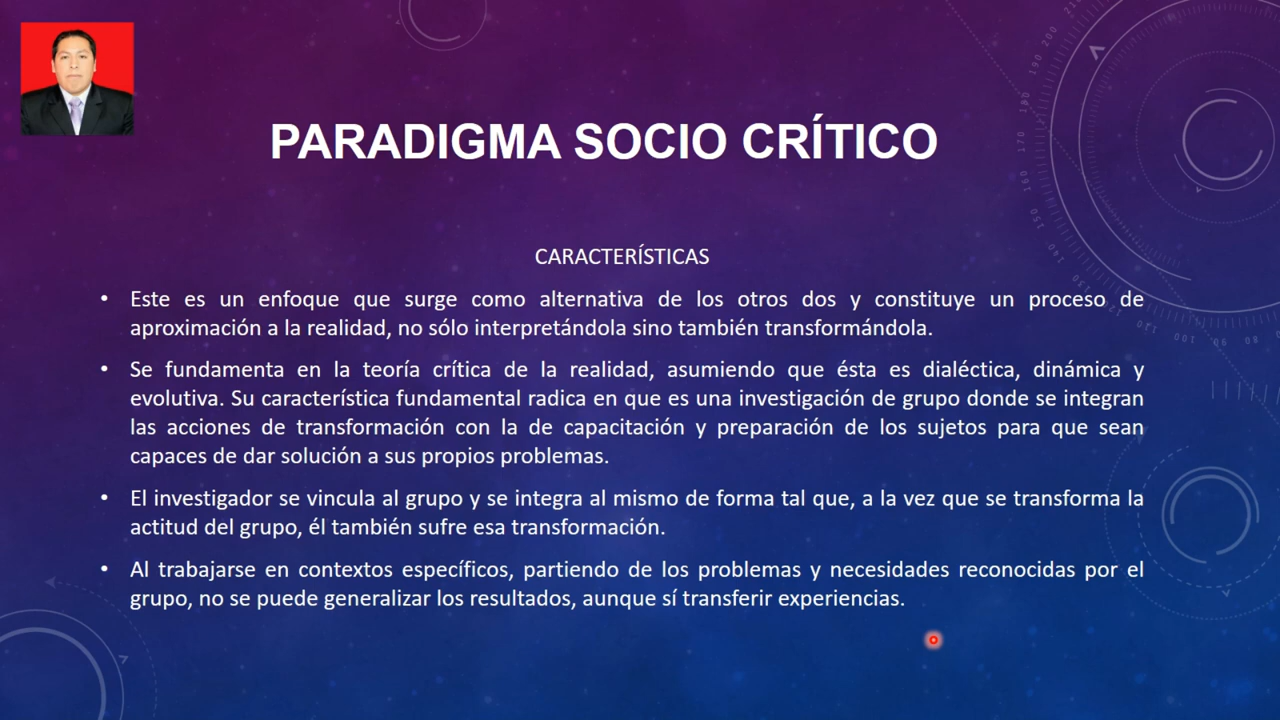 PARADIGMA SOCIO CRÍTICO
CARACTERÍSTICAS
• Este es un enfoque que surge como alternativa de los otros dos y constituye un proceso de
aproximación a la realidad, no sólo interpretándola sino también transformándola.
• Se fundamenta en la teoría crítica de la realidad, asumiendo que ésta es dialéctica, dinámica y
evolutiva. Su característica fundamental radica en que es una investigación de grupo donde se integran
las acciones de transformación con la de capacitación y preparación de los sujetos para que sean
capaces de dar solución a sus propios problemas.
• El investigador se vincula al grupo y se integra al mismo de forma tal que, a la vez que se transforma la
actitud del grupo, él también sufre esa transformación.
• Al trabajarse en contextos específicos, partiendo de los problemas y necesidades reconocidas por el
grupo, no se puede generalizar los resultados, aunque sí transferir experiencias.